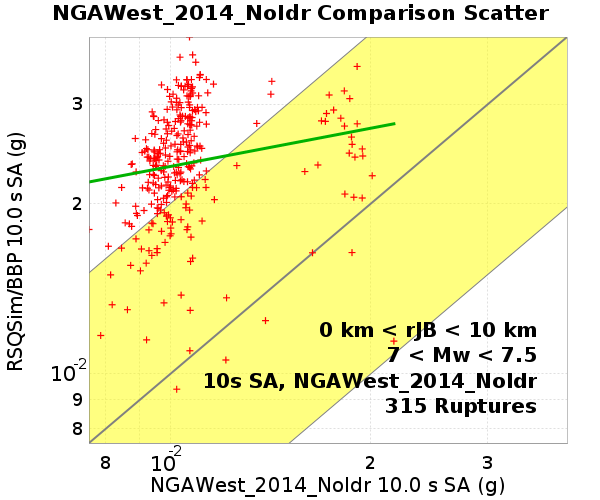 NGAWest_2014_NoIdr Comparison Scatter
RSQSim/BBP 10.0 s SA (g)
3
2
10-2
9
8
0 km < rJB < 10 km
7 < Mw < 7.5
10s SA, NGAWest_2014_NoIdr
315 Ruptures
8 10-2 2 3
NGAWest_2014_NoIdr 10.0 s SA (g)